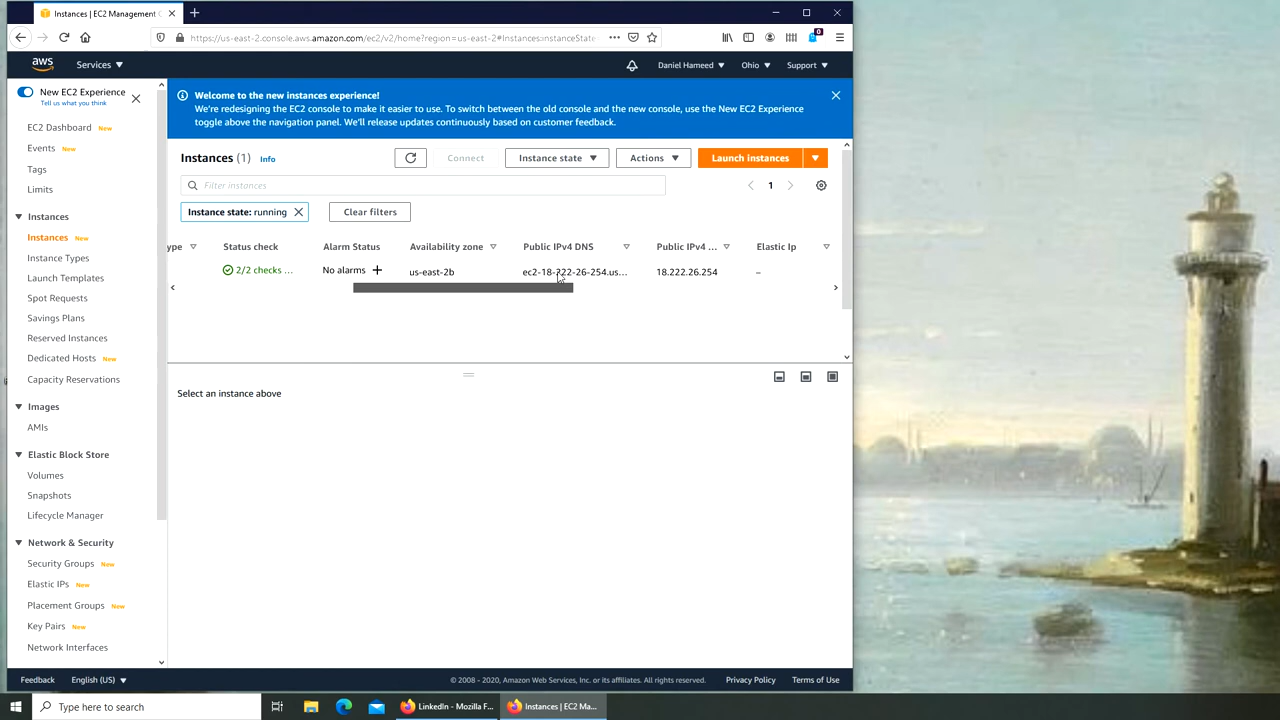 Instances | EC2 Management C
https://us-east-2.console.aws.amazon.com/ec2/v2/home?region=us-east-2#Instances:instanceState
0
aws
Services
Daniel Hameed
Ohio
Support
New EC2 Experience
Tell us what you think
EC2 Dashboard New
Events New
Tags
Limits
Instances
Instances New
Instance Types
Launch Templates
Spot Requests
Savings Plans
Reserved Instances
Dedicated Hosts New
Capacity Reservations
Images
AMIs
Elastic Block Store
Volumes
Snapshots
Lifecycle Manager
Network & Security
Security Groups New
Elastic IPs New
Placement Groups New
Key Pairs New
Network Interfaces
Welcome to the new instances experience!
We're redesigning the EC2 console to make it easier to use. To switch between the old console and the new console, use the New EC2 Experience
toggle above the navigation panel. We'll release updates continuously based on customer feedback.
Instances (1) Info
Connect
Instance state
Actions
Launch instances
Filter instances
1
Instance state: running
Clear filters
ype Status check Alarm Status Availability zone Public IPv4 DNS Public IPv4 ... Elastic Ip
2/2 checks ... No alarms + us-east-2b ec2-18-222-26-254.us... 18.222.26.254 –
Select an instance above
Feedback English (US) © 2008 - 2020, Amazon Web Services, Inc. or its affiliates. All rights reserved. Privacy Policy Terms of Use
Type here to search
LinkedIn - Mozilla F...
Instances | EC2 Ma...